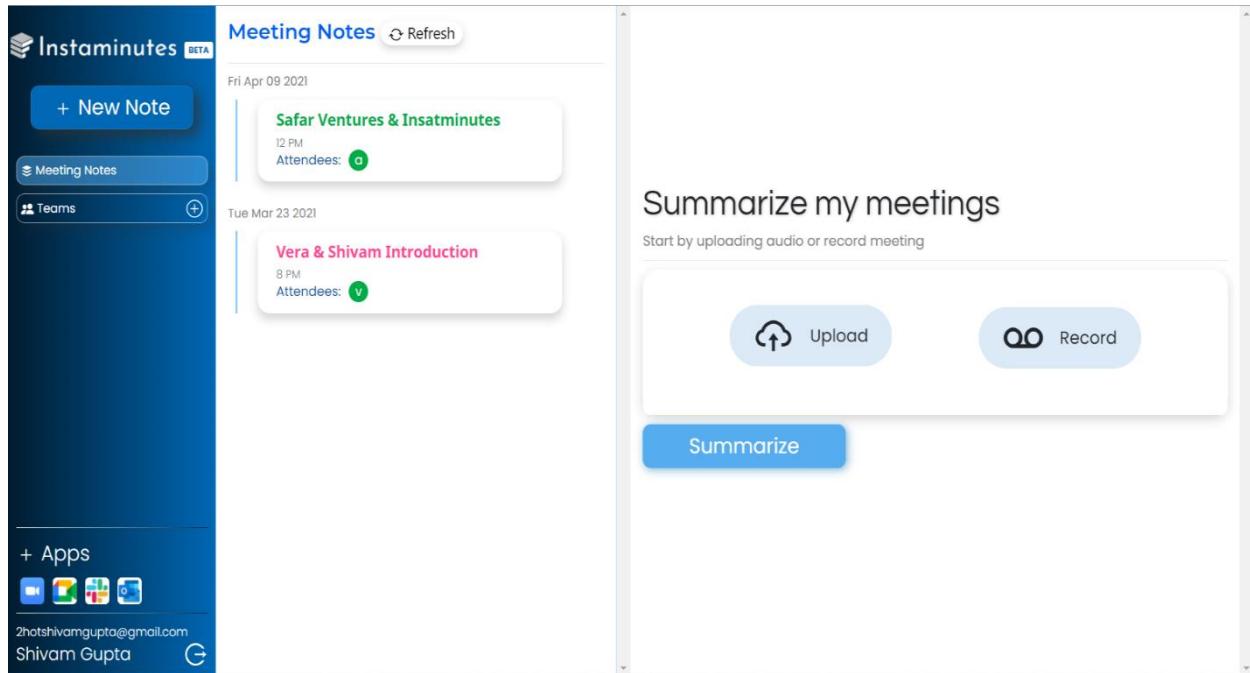 Instaminutes BETA
+ New Note
Meeting Notes
Teams
+ Apps
2hotshivamgupta@gmail.com
Shivam Gupta
Meeting Notes Refresh
Fri Apr 09 2021
Safar Ventures & Insatminutes
12 PM
Attendees: a
Tue Mar 23 2021
Vera & Shivam Introduction
8 PM
Attendees: v
Summarize my meetings
Start by uploading audio or record meeting
Upload
Record
Summarize